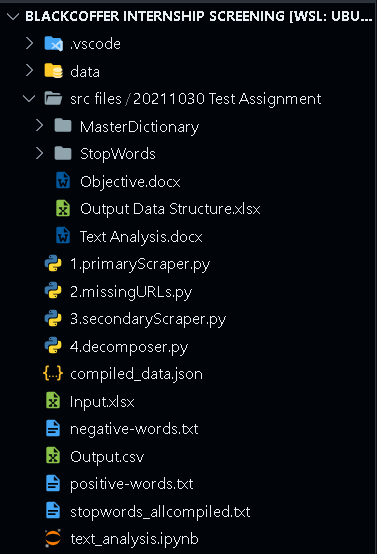 BLACKCOFFER INTERNSHIP SCREENING [WSL: UBU...
.vscode
data
src files / 20211030 Test Assignment
MasterDictionary
StopWords
Objective.docx
Output Data Structure.xlsx
Text Analysis.docx
1.primaryScraper.py
2.missingURLs.py
3.secondaryScraper.py
4.decomposer.py
compiled_data.json
Input.xlsx
negative-words.txt
Output.csv
positive-words.txt
stopwords_allcompiled.txt
text_analysis.ipynb